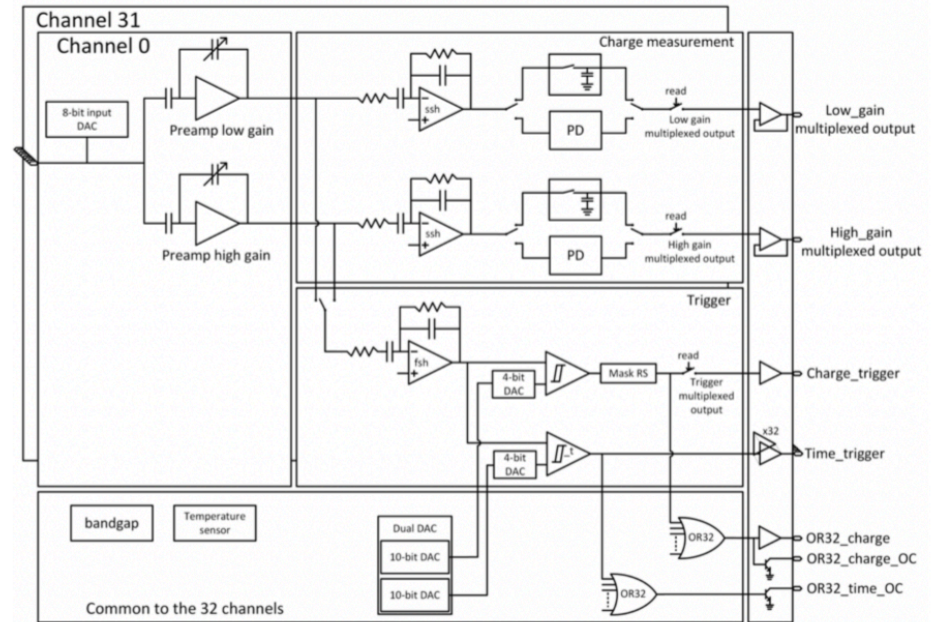 Channel 31
Channel 0
8-bit input
DAC
Preamp low gain
Preamp high gain
Charge measurement
ssh
PD
read
Low gain
multiplexed output
Low_gain
multiplexed output
ssh
PD
read
High gain
multiplexed output
High_gain
multiplexed output
Trigger
fsh
4-bit
DAC
Mask RS
read
Trigger
multiplexed
output
Charge_trigger
4-bit
DAC
_t
x32
Time_trigger
bandgap
Temperature
sensor
Dual DAC
10-bit DAC
10-bit DAC
OR32
OR32
OR32_charge
OR32_charge_OC
OR32_time_OC
Common to the 32 channels